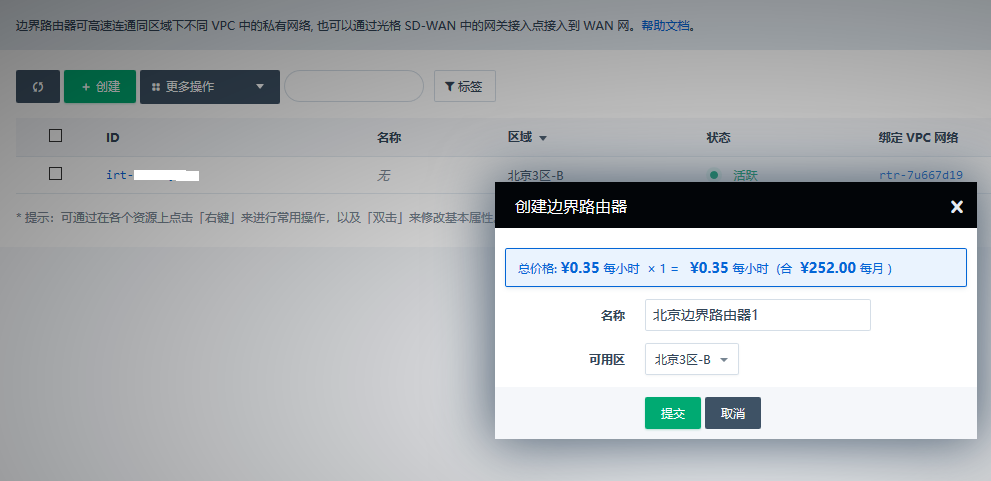 边界路由器可高速连通同区域下不同 VPC 中的私有网络, 也可以通过光格 SD-WAN 中的网关接入点接入到 WAN 网。帮助文档。
+ 创建 更多操作 标签
ID 名称 区域 状态 绑定 VPC 网络
irt- 无 北京3区-B 活跃 rtr-7u667d19
* 提示: 可通过在各个资源上点击「右键」来进行常用操作，以及「双击」来修改基本属性。
创建边界路由器
总价格: ¥0.35 每小时 × 1 = ¥0.35 每小时 (合 ¥252.00 每月 )
名称 北京边界路由器1
可用区 北京3区-B
提交 取消